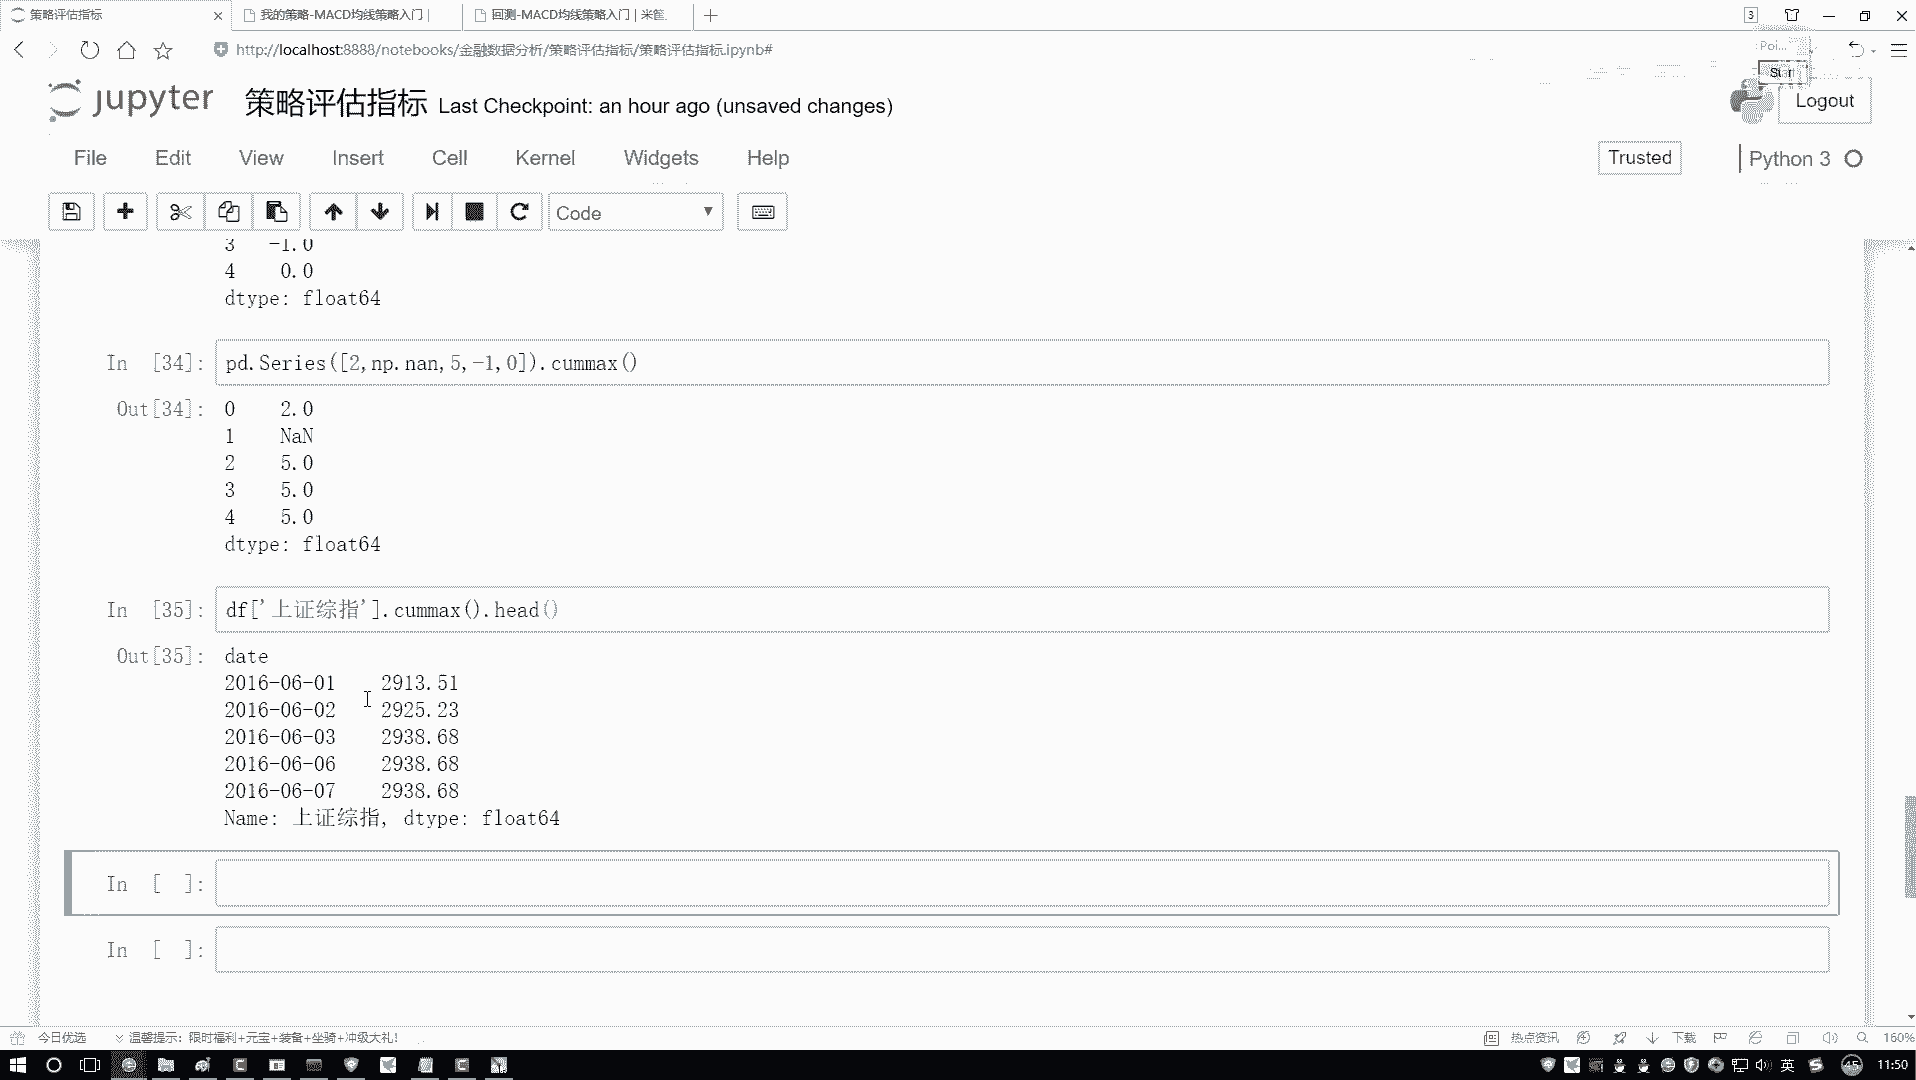 策略评估指标
我的策略-MACD均线策略入门 |
回测-MACD均线策略入门 | 米筐.
3
http://localhost:8888/notebooks/金融数据分析/策略评估指标/策略评估指标.ipynb#
Poi...
Start
jupyter 策略评估指标 Last Checkpoint: an hour ago (unsaved changes)
Logout
File Edit View Insert Cell Kernel Widgets Help
Trusted
Python 3
Code
3 -1.0
4 0.0
dtype: float64
In [34]: pd.Series([2,np.nan,5,-1,0]).cummax()
Out[34]: 0 2.0
1 NaN
2 5.0
3 5.0
4 5.0
dtype: float64
In [35]: df['上证综指'].cummax().head()
Out[35]: date
2016-06-01 2913.51
2016-06-02 2925.23
2016-06-03 2938.68
2016-06-06 2938.68
2016-06-07 2938.68
Name: 上证综指, dtype: float64
In [ ]:
In [ ]:
今日优选
温馨提示: 限时福利+元宝+装备+坐骑+冲级大礼!
热点资讯
下载
160%
英
45
11:50